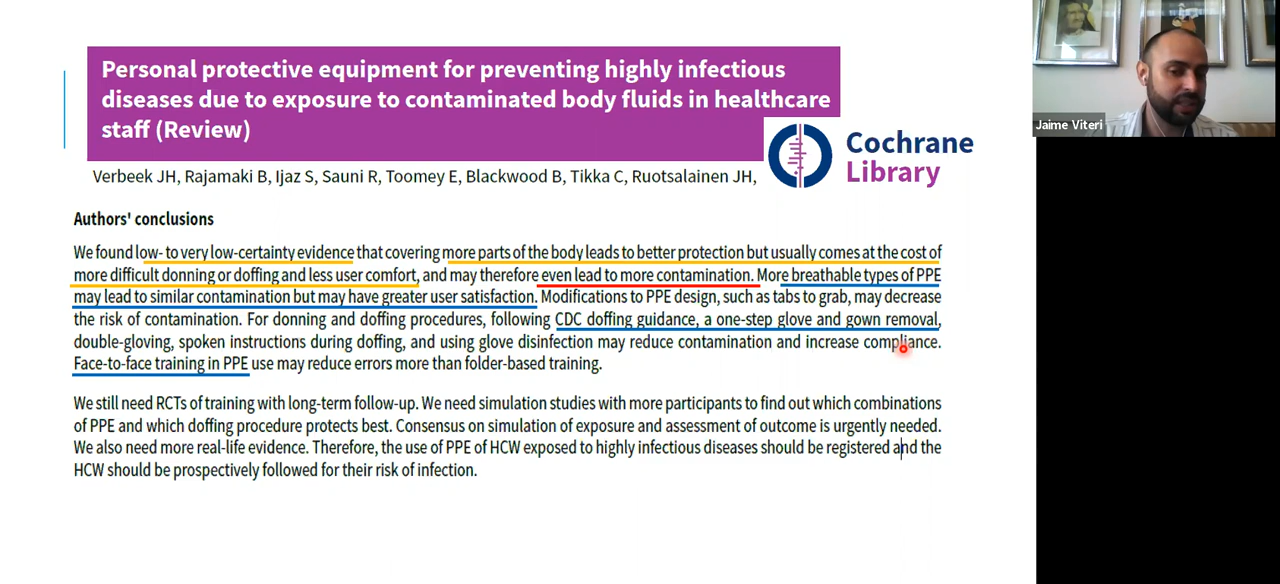 Personal protective equipment for preventing highly infectious
diseases due to exposure to contaminated body fluids in healthcare
staff (Review)
Cochrane
Library
Verbeek JH, Rajamaki B, Ijaz S, Sauni R, Toomey E, Blackwood B, Tikka C, Ruotsalainen JH,
Authors' conclusions
We found low- to very low-certainty evidence that covering more parts of the body leads to better protection but usually comes at the cost of
more difficult donning or doffing and less user comfort, and may therefore even lead to more contamination. More breathable types of PPE
may lead to similar contamination but may have greater user satisfaction. Modifications to PPE design, such as tabs to grab, may decrease
the risk of contamination. For donning and doffing procedures, following CDC doffing guidance, a one-step glove and gown removal,
double-gloving, spoken instructions during doffing, and using glove disinfection may reduce contamination and increase compliance.
Face-to-face training in PPE use may reduce errors more than folder-based training.
We still need RCTs of training with long-term follow-up. We need simulation studies with more participants to find out which combinations
of PPE and which doffing procedure protects best. Consensus on simulation of exposure and assessment of outcome is urgently needed.
We also need more real-life evidence. Therefore, the use of PPE of HCW exposed to highly infectious diseases should be registered and the
HCW should be prospectively followed for their risk of infection.
Jaime Viteri